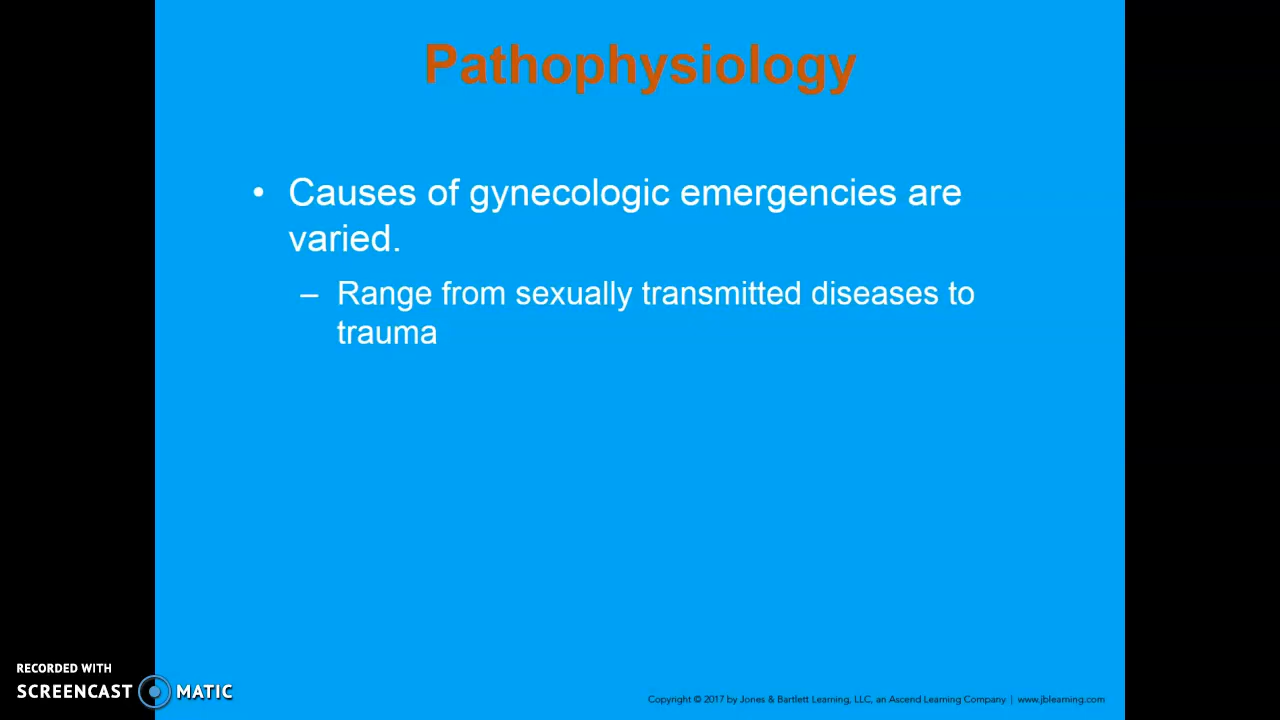 Pathophysiology
• Causes of gynecologic emergencies are
varied.
– Range from sexually transmitted diseases to
trauma
RECORDED WITH
SCREENCAST MATIC
Copyright © 2017 by Jones & Bartlett Learning, LLC, an Ascend Learning Company | www.jblearning.com